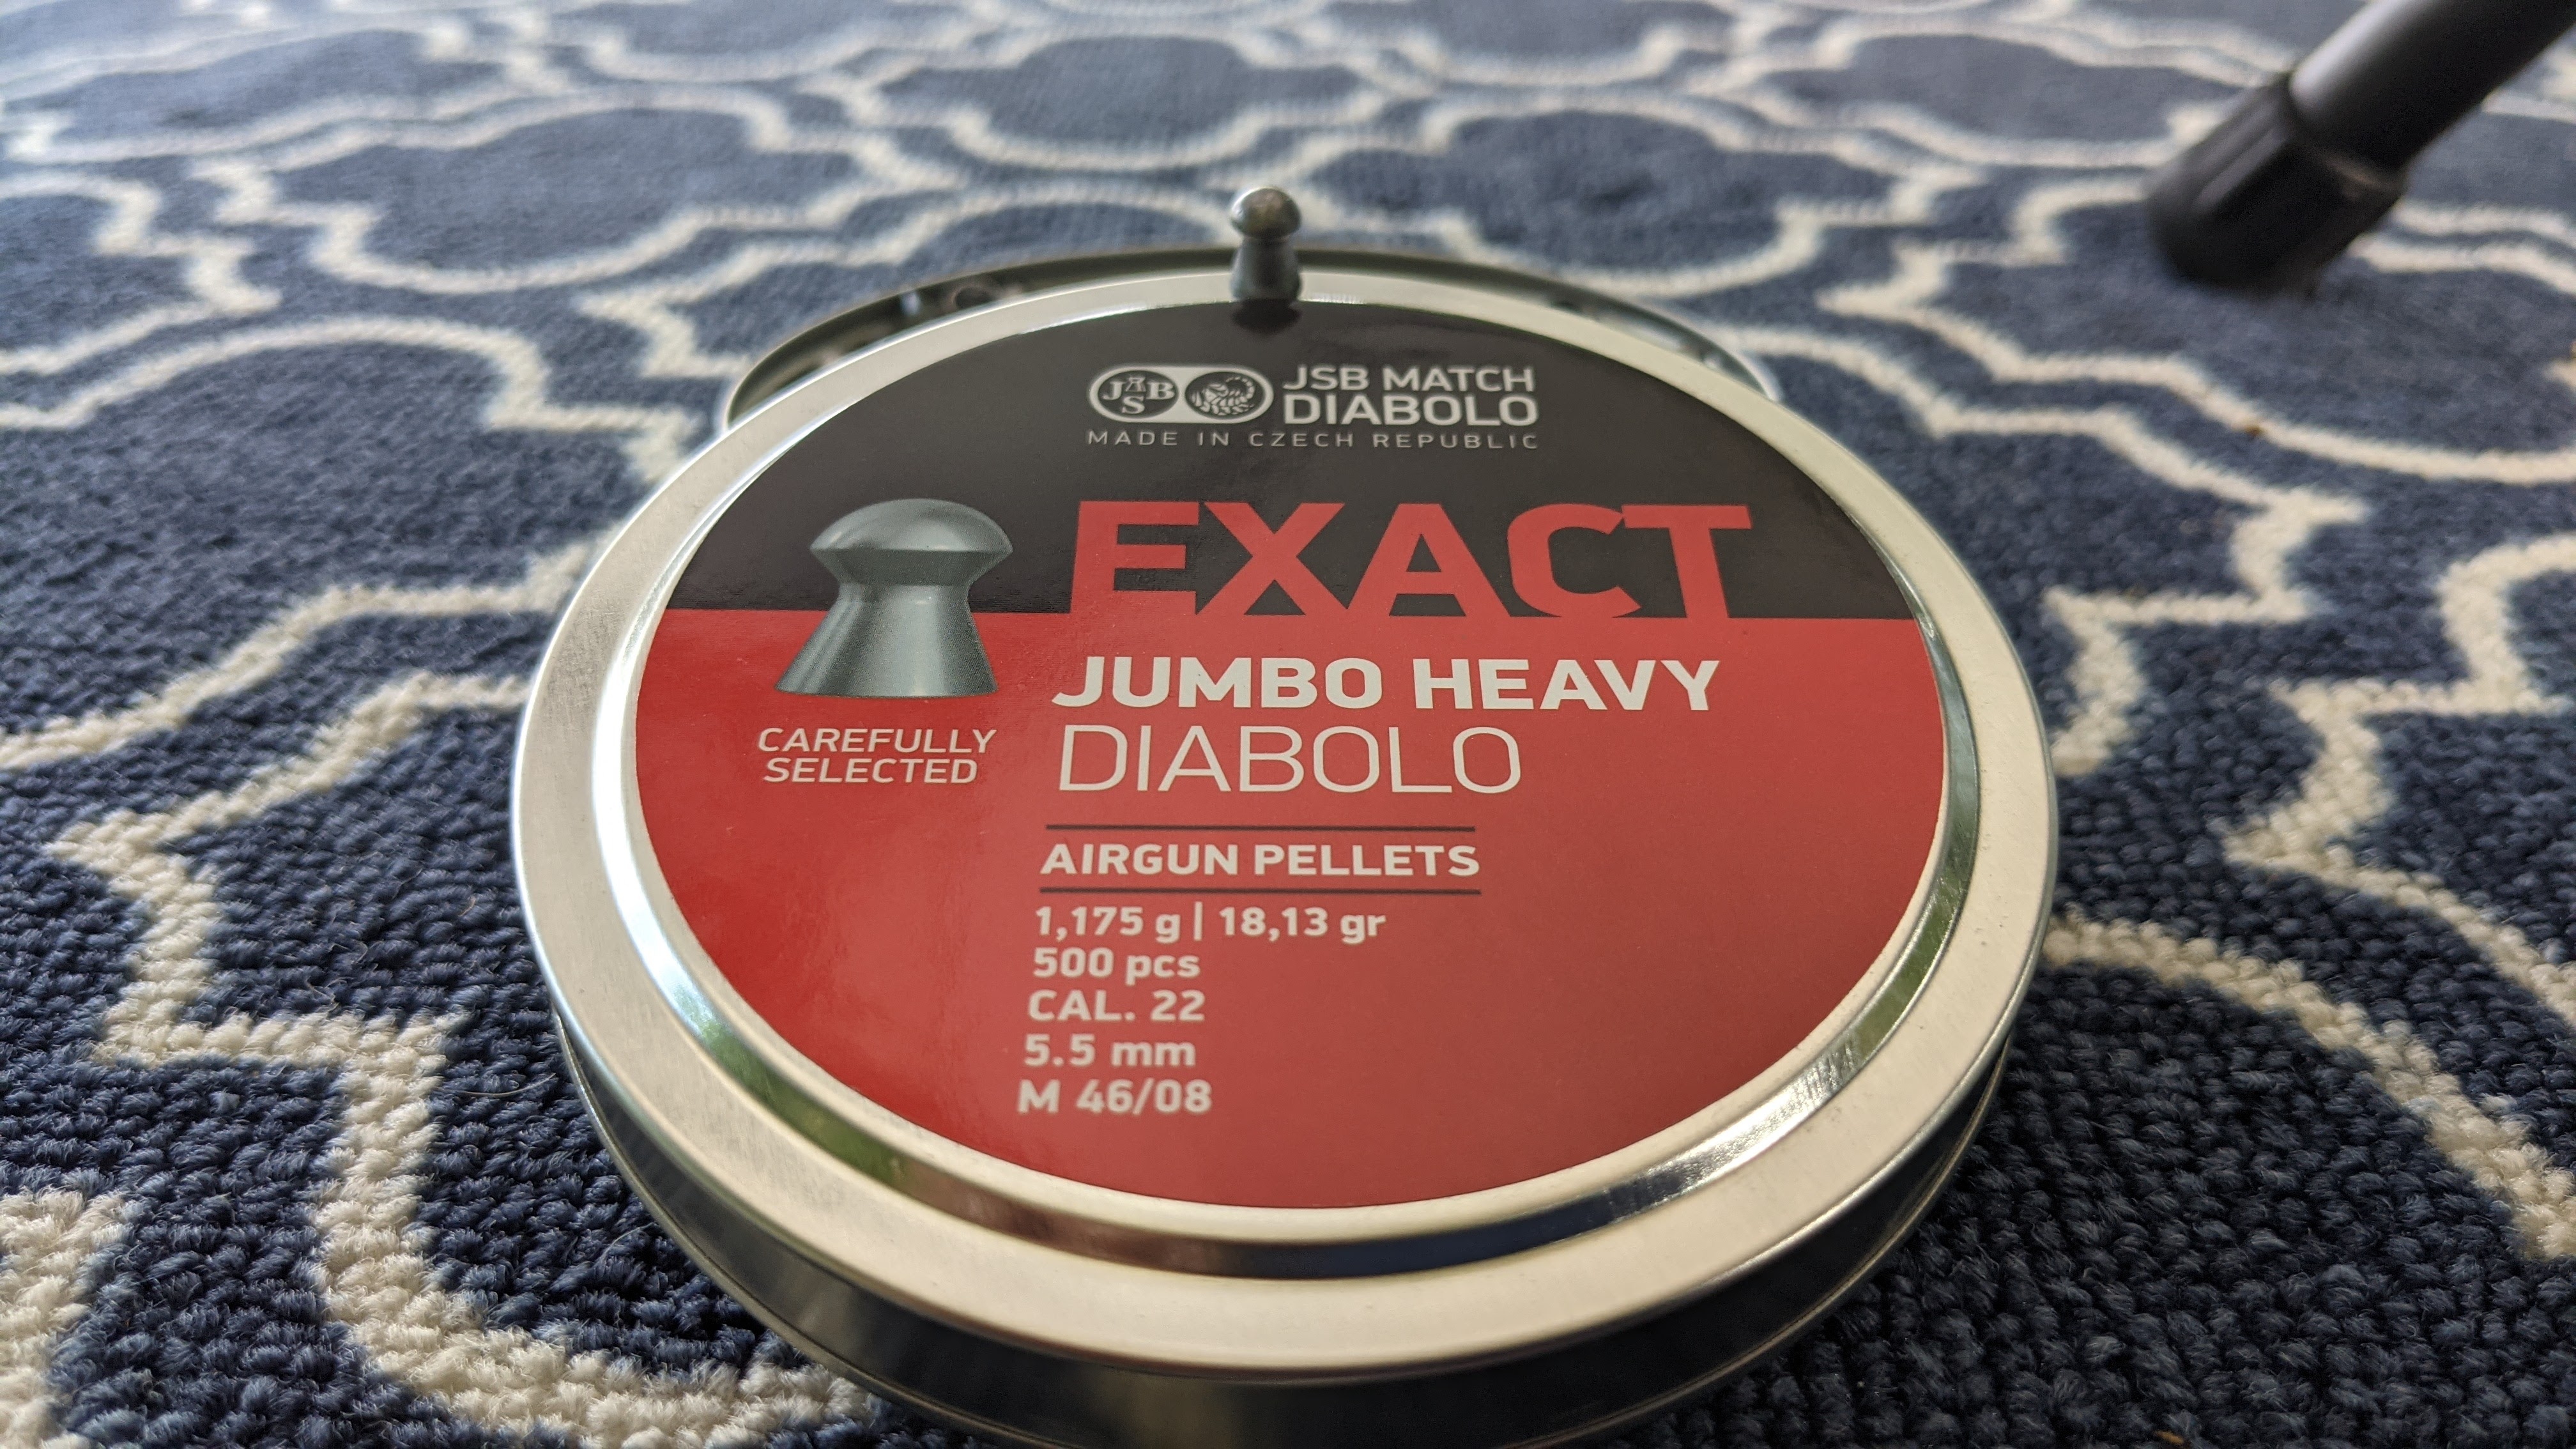 JSB
JSB MATCH
DIABOLO
MADE IN CZECH REPUBLIC
EXACT
JUMBO HEAVY
DIABOLO
CAREFULLY
SELECTED
AIRGUN PELLETS
1,175 g | 18,13 gr
500 pcs
CAL. 22
5.5 mm
M 46/08